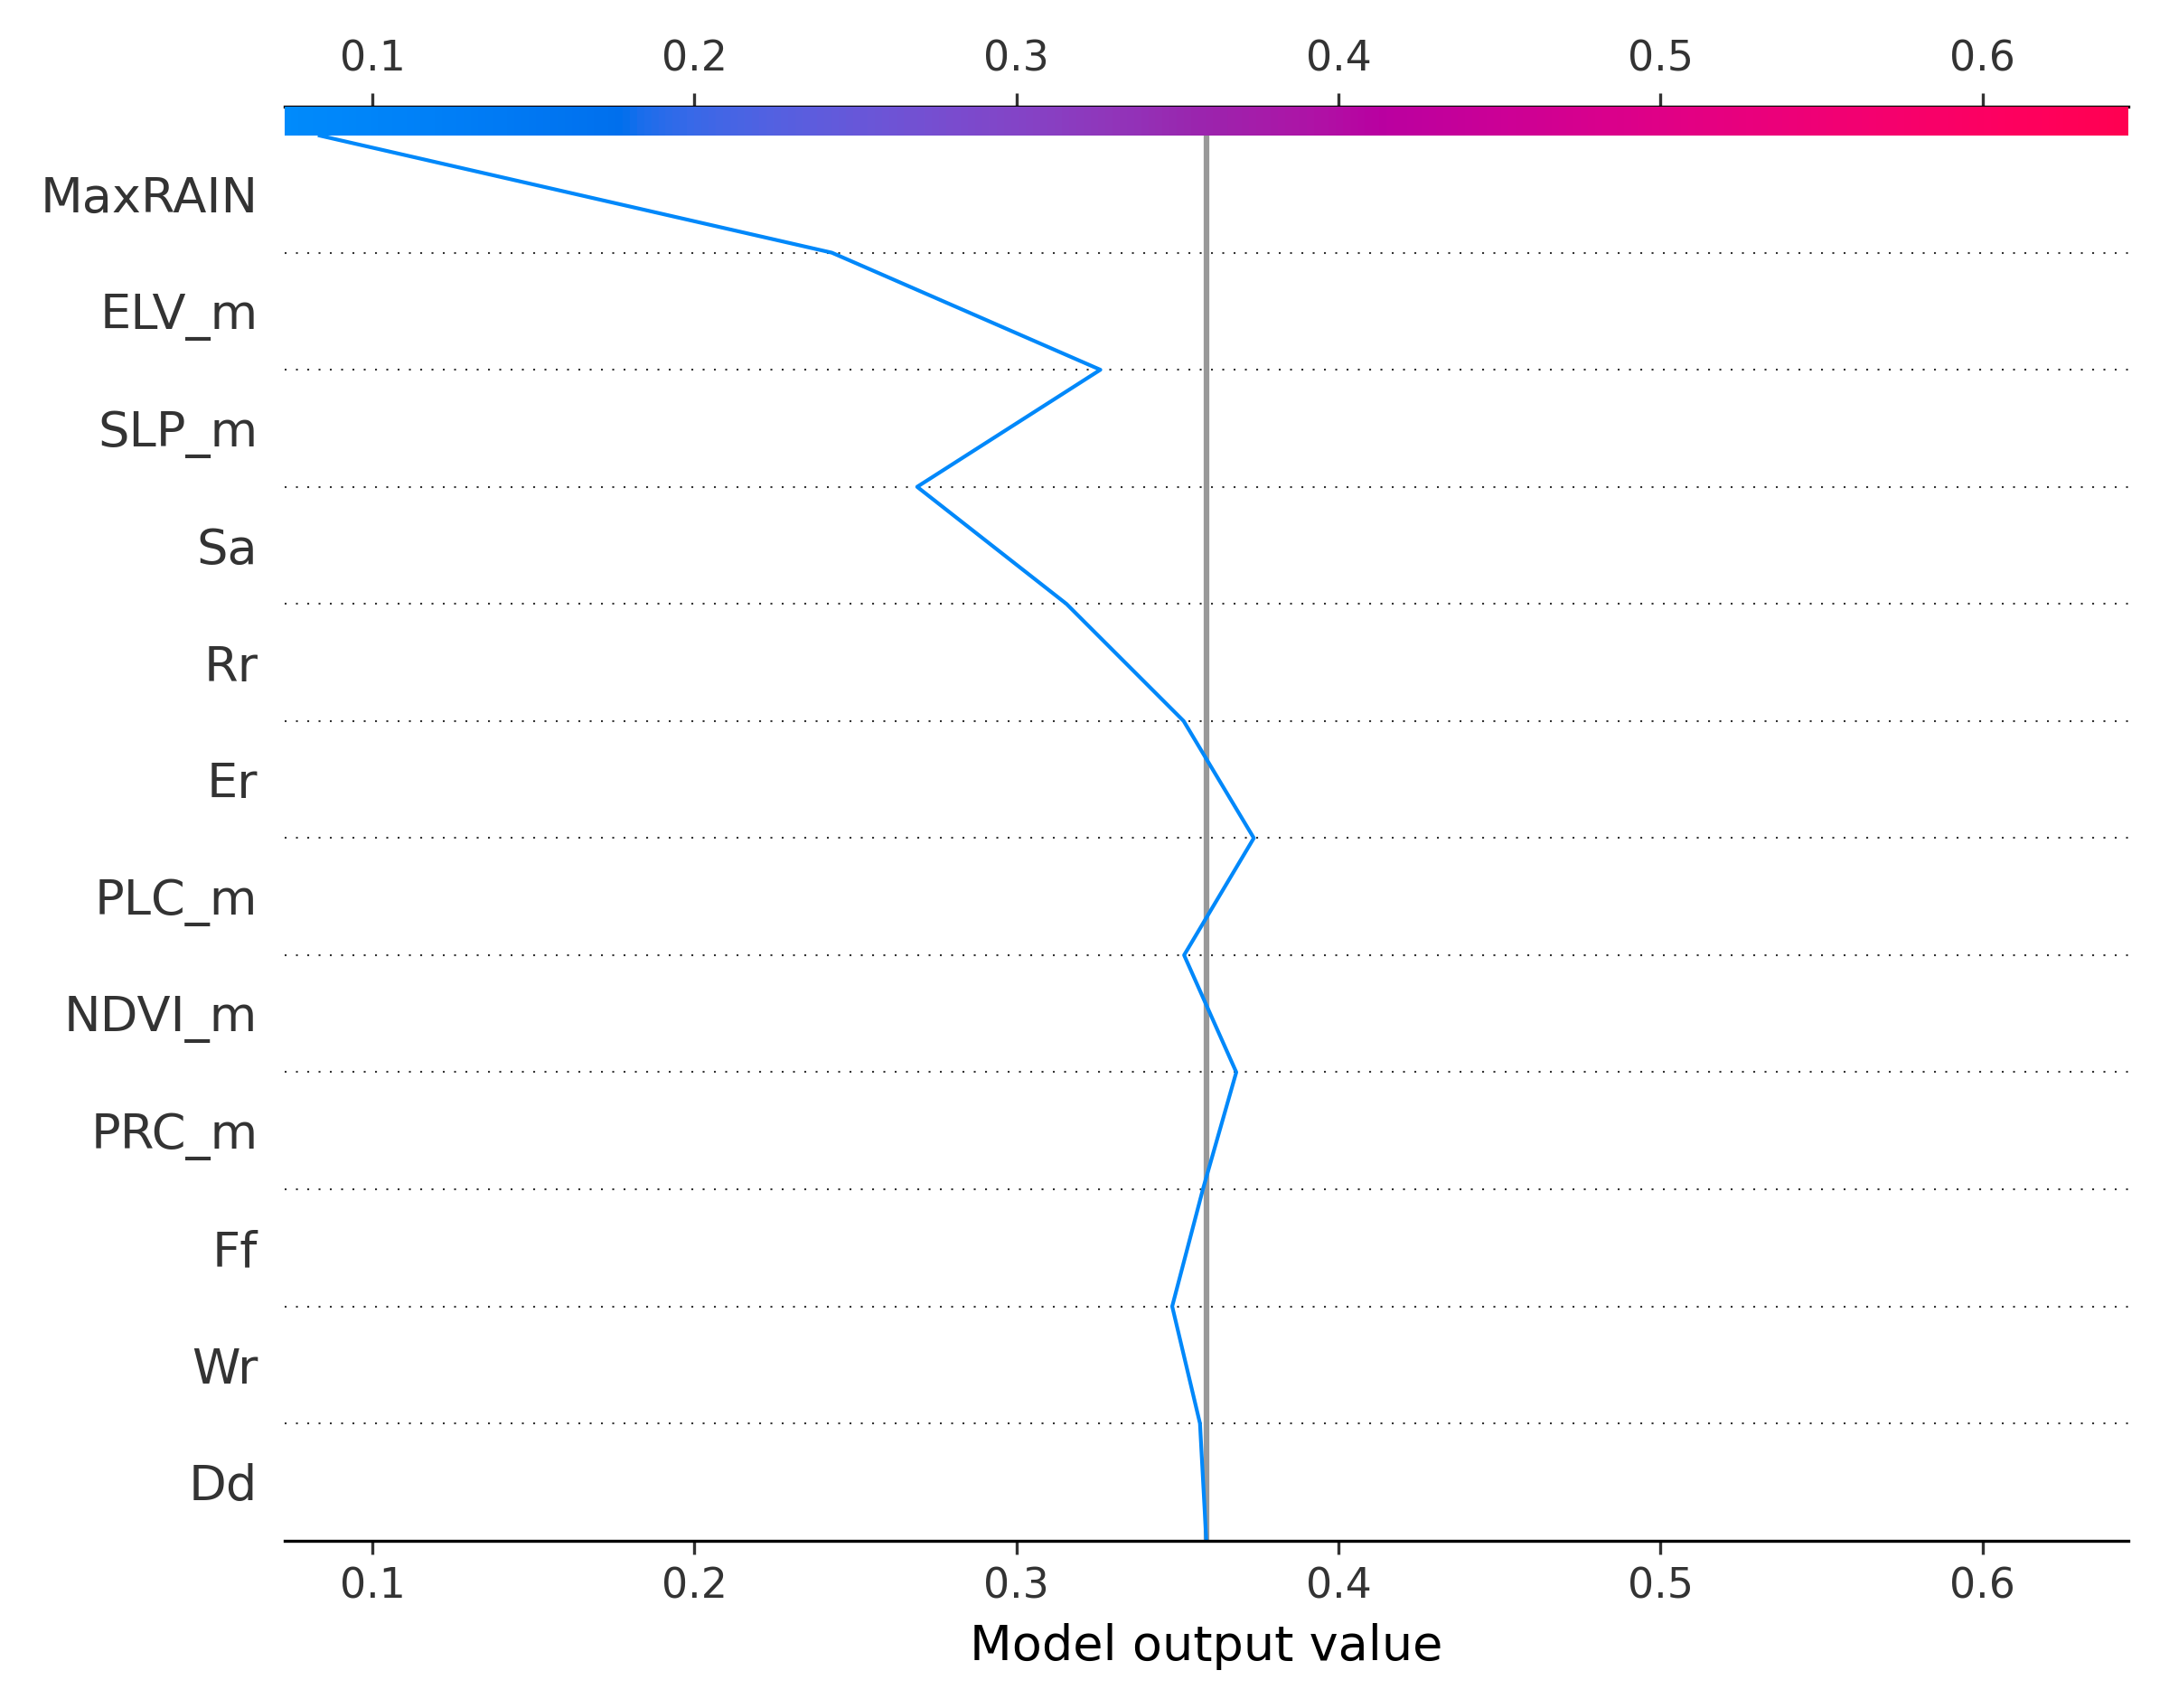 0.1 0.2 0.3 0.4 0.5 0.6
MaxRAIN
ELV_m
SLP_m
Sa
Rr
Er
PLC_m
NDVI_m
PRC_m
Ff
Wr
Dd
0.1 0.2 0.3 0.4 0.5 0.6
Model output value